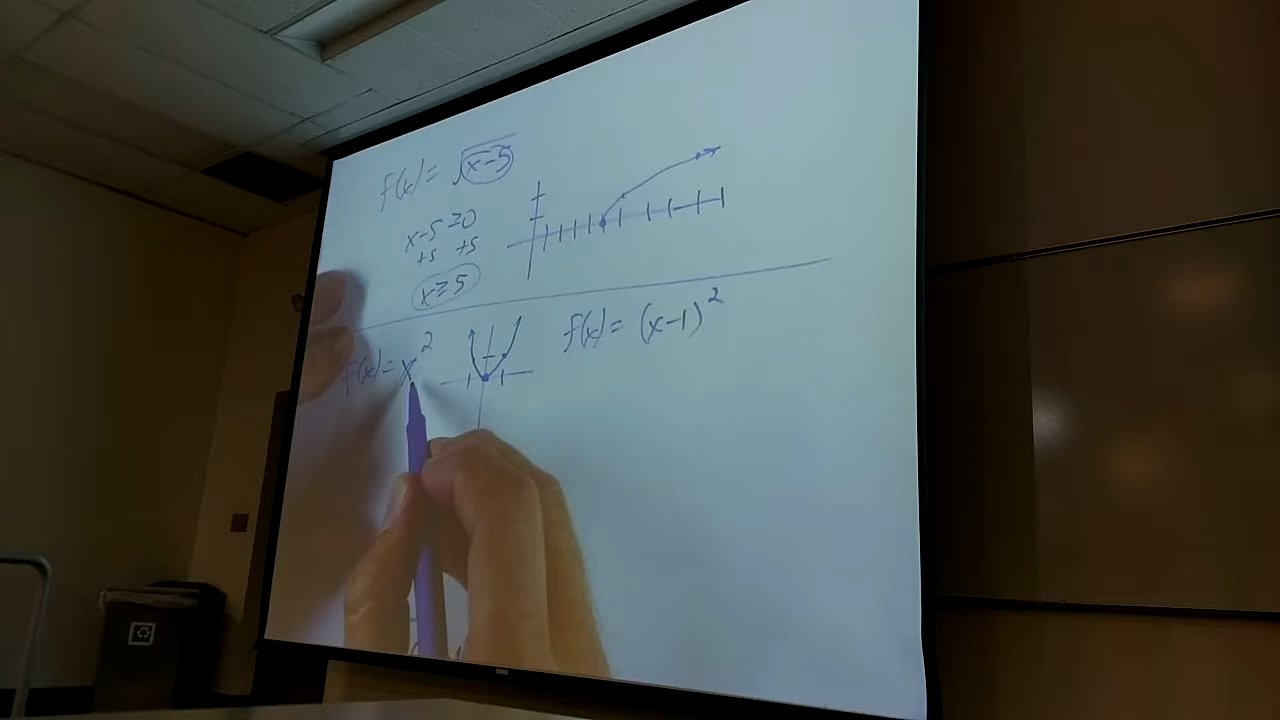 f(x) = √x-5
x-5 ≥ 0
+5 +5
x ≥ 5
f(x) = x²
f(x) = (x-1)²